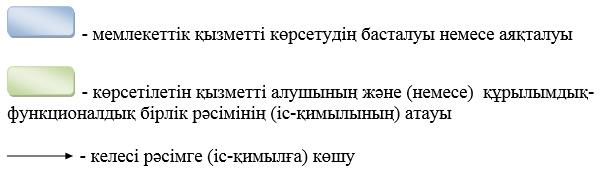 - мемлекеттік қызметті көрсетудің басталуы немесе аяқталуы
- көрсетілетін қызметті алушының және (немесе) құрылымдық-
функционалдық бірлік рәсімінің (іс-қимылының) атауы
- келесі рәсімге (іс-қимылға) көшу